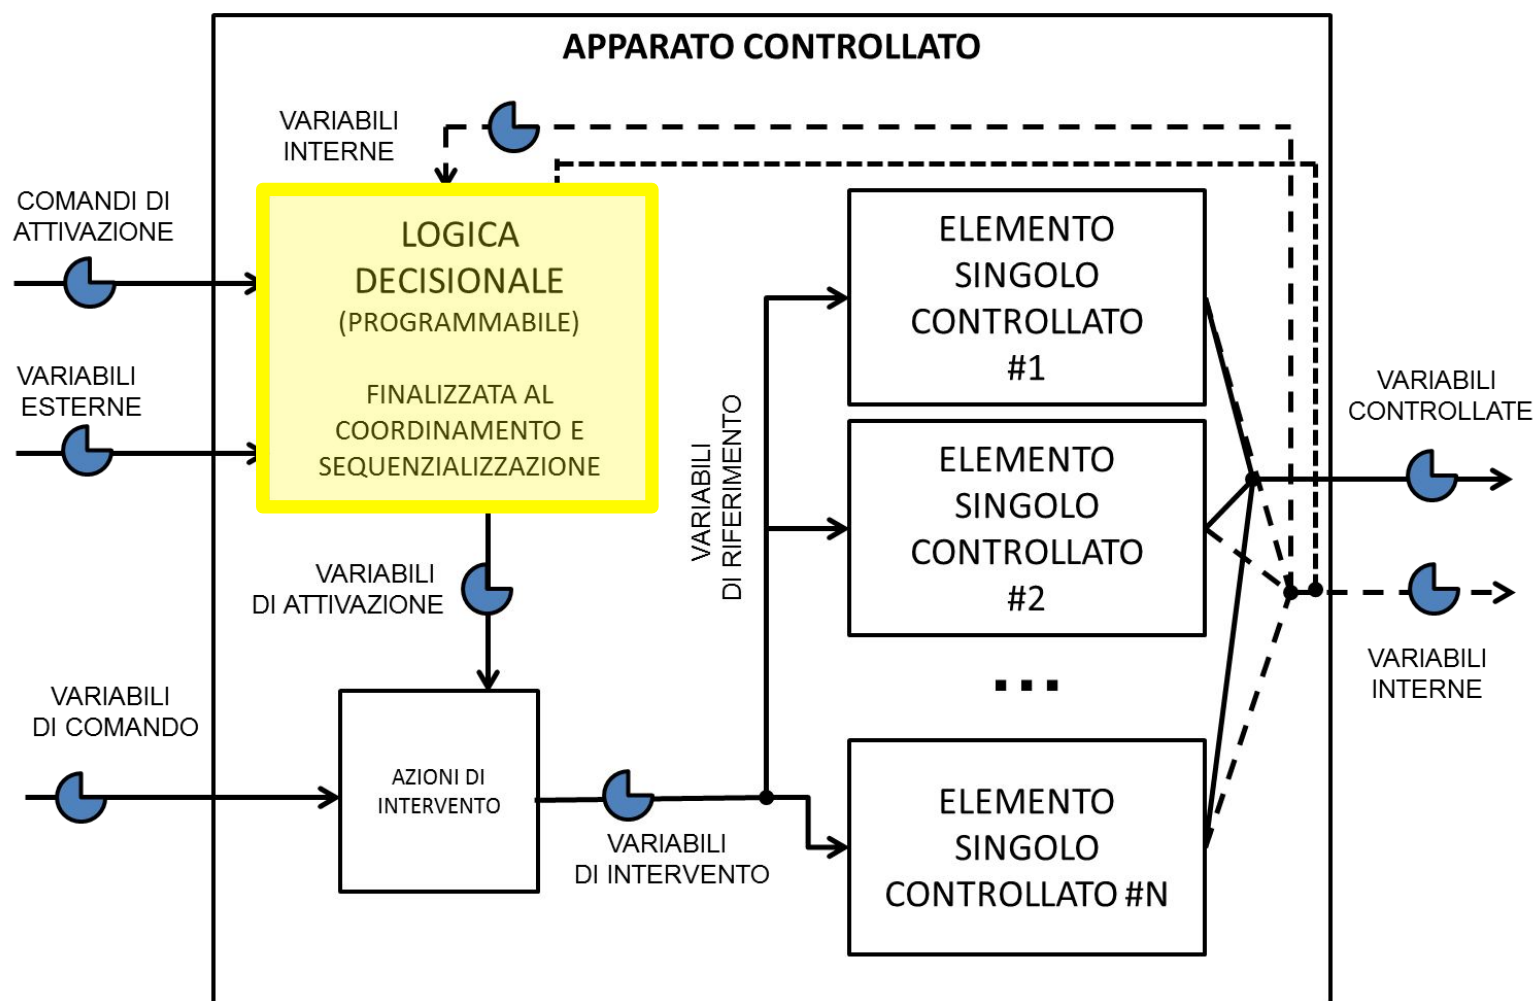 APPARATO CONTROLLATO
VARIABILI
INTERNE
COMANDI DI
ATTIVAZIONE
LOGICA
DECISIONALE
(PROGRAMMABILE)
FINALIZZATA AL
COORDINAMENTO E
SEQUENZIALIZZAZIONE
VARIABILI
ESTERNE
ELEMENTO
SINGOLO
CONTROLLATO
#1
VARIABILI
CONTROLLATE
VARIABILI
DI RIFERIMENTO
ELEMENTO
SINGOLO
CONTROLLATO
#2
VARIABILI
DI ATTIVAZIONE
VARIABILI
INTERNE
...
VARIABILI
DI COMANDO
AZIONI DI
INTERVENTO
VARIABILI
DI INTERVENTO
ELEMENTO
SINGOLO
CONTROLLATO #N